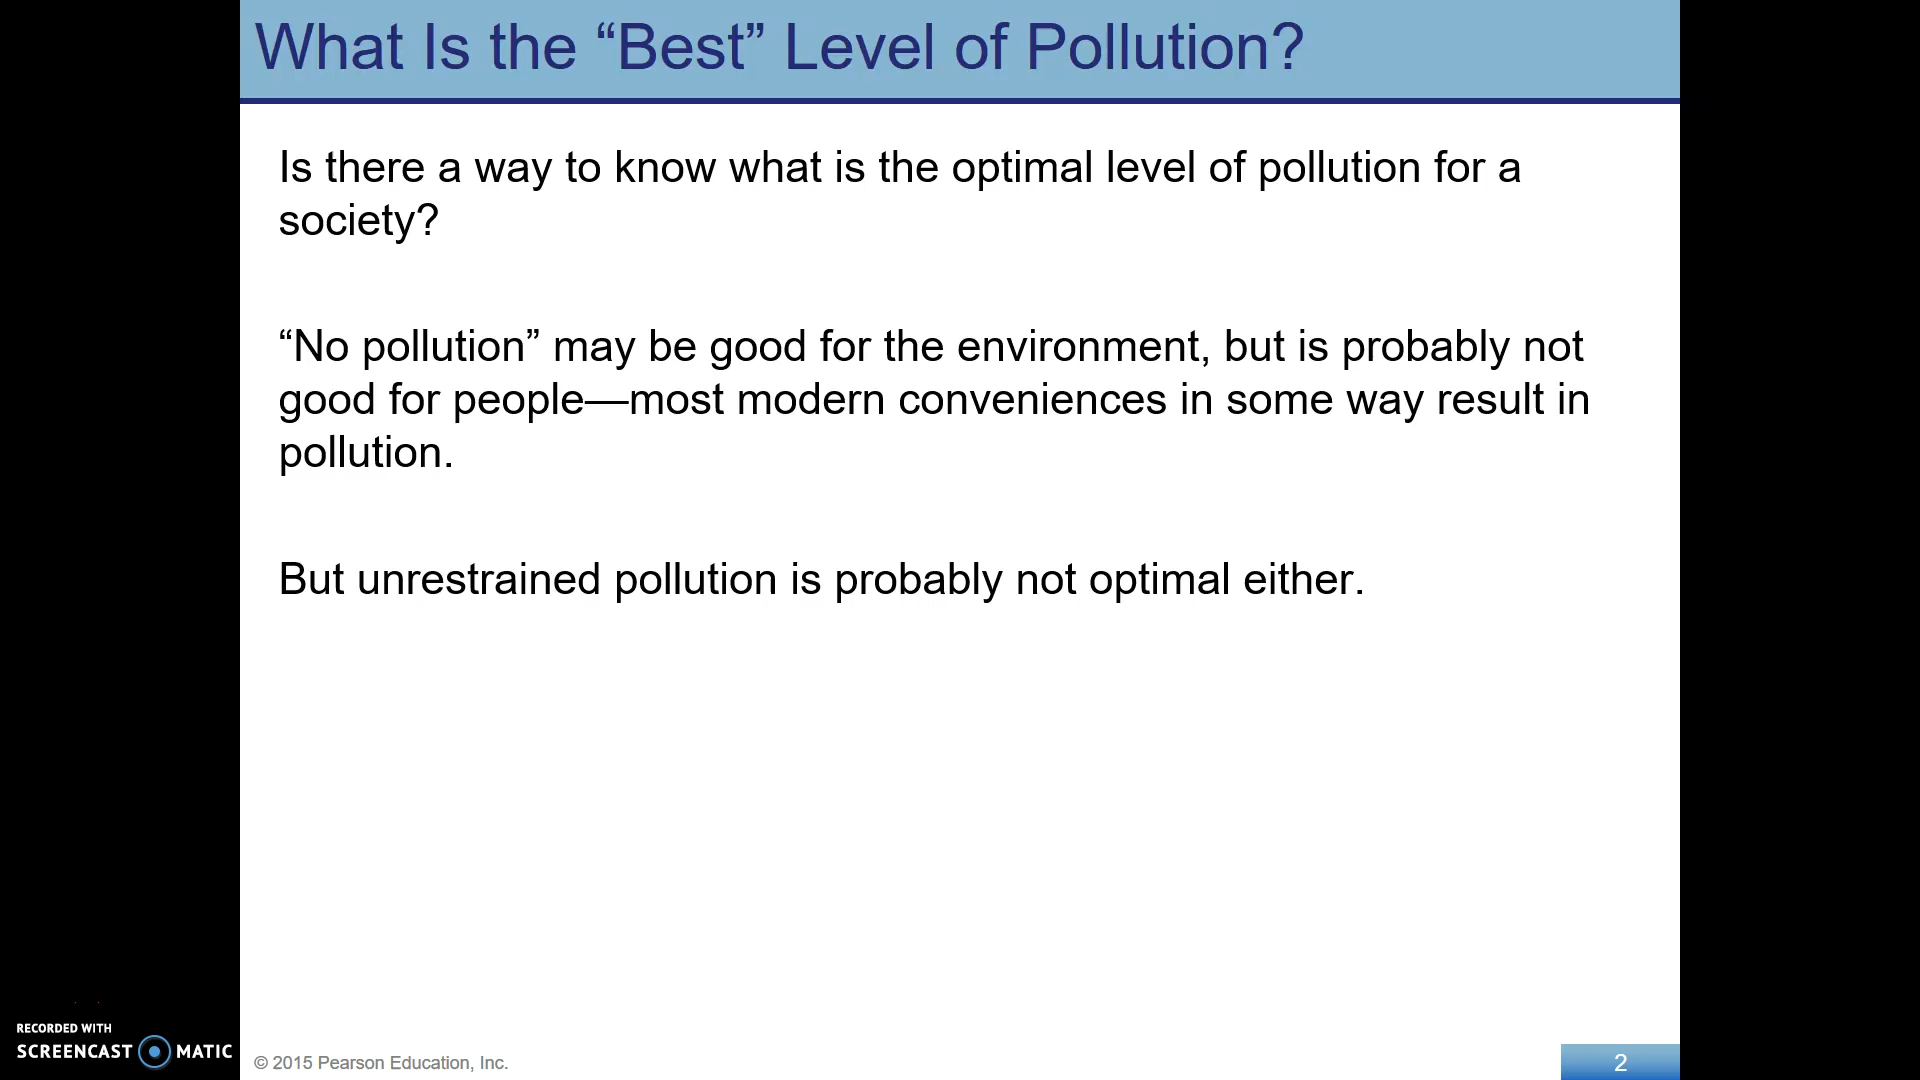 What Is the “Best” Level of Pollution?
Is there a way to know what is the optimal level of pollution for a
society?
“No pollution” may be good for the environment, but is probably not
good for people—most modern conveniences in some way result in
pollution.
But unrestrained pollution is probably not optimal either.
RECORDED WITH
SCREENCAST MATIC
© 2015 Pearson Education, Inc.
2